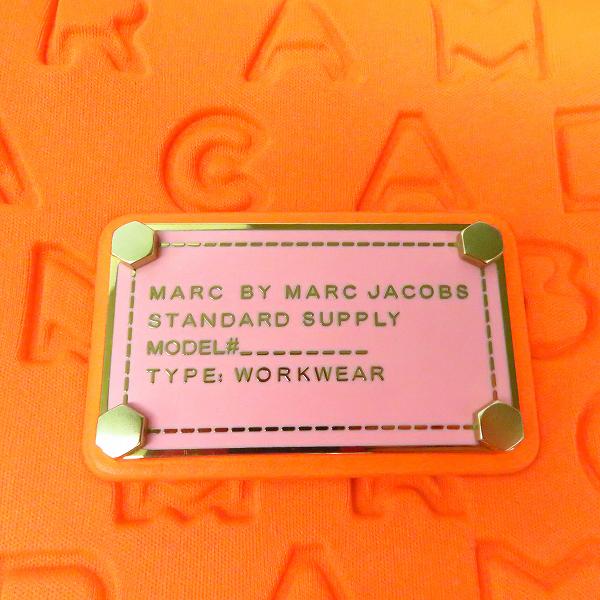 R A M
A C A
MARC BY MARC JACOBS
STANDARD SUPPLY
MODEL#________
TYPE: WORKWEAR